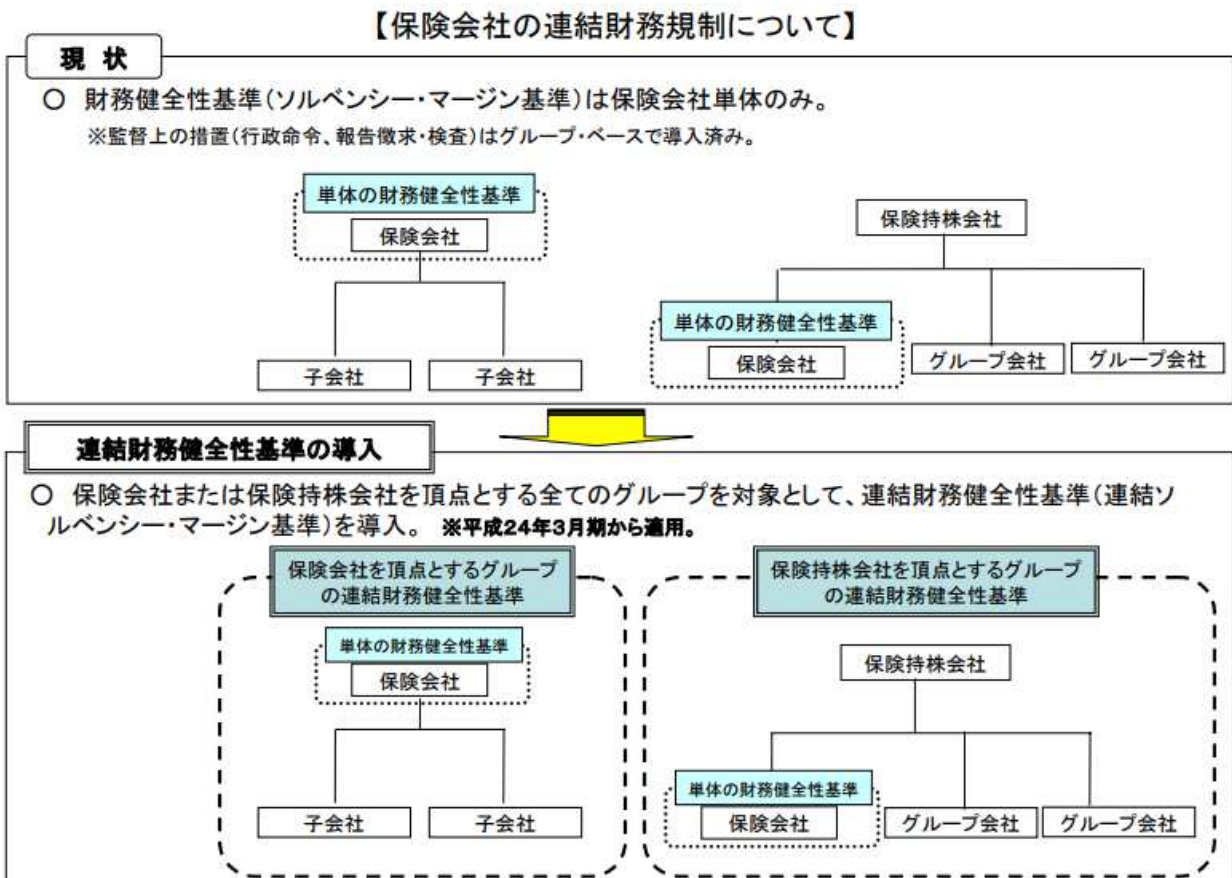 【保険会社の連結財務規制について】
現 状
○ 財務健全性基準(ソルベンシー・マージン基準)は保険会社単体のみ。
※監督上の措置(行政命令、報告徴求・検査)はグループ・ベースで導入済み。
単体の財務健全性基準
保険会社
子会社
子会社
保険持株会社
単体の財務健全性基準
保険会社
グループ会社
グループ会社
連結財務健全性基準の導入
○ 保険会社または保険持株会社を頂点とする全てのグループを対象として、連結財務健全性基準(連結ソ
ルベンシー・マージン基準)を導入。 ※平成24年3月期から適用。
保険会社を頂点とするグループ
の連結財務健全性基準
単体の財務健全性基準
保険会社
子会社
子会社
保険持株会社を頂点とするグループ
の連結財務健全性基準
保険持株会社
単体の財務健全性基準
保険会社
グループ会社
グループ会社